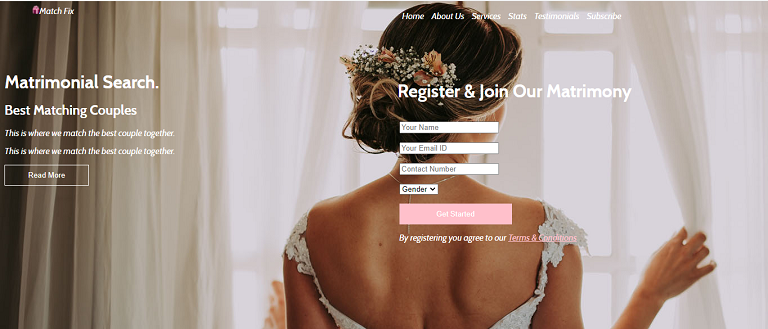 Match Fix
Home About Us Services Stats Testimonials Subscribe
Matrimonial Search.
Best Matching Couples
This is where we match the best couple together.
This is where we match the best couple together.
Read More
Register & Join Our Matrimony
Your Name
Your Email ID
Contact Number
Gender
Get Started
By registering you agree to our Terms & Conditions